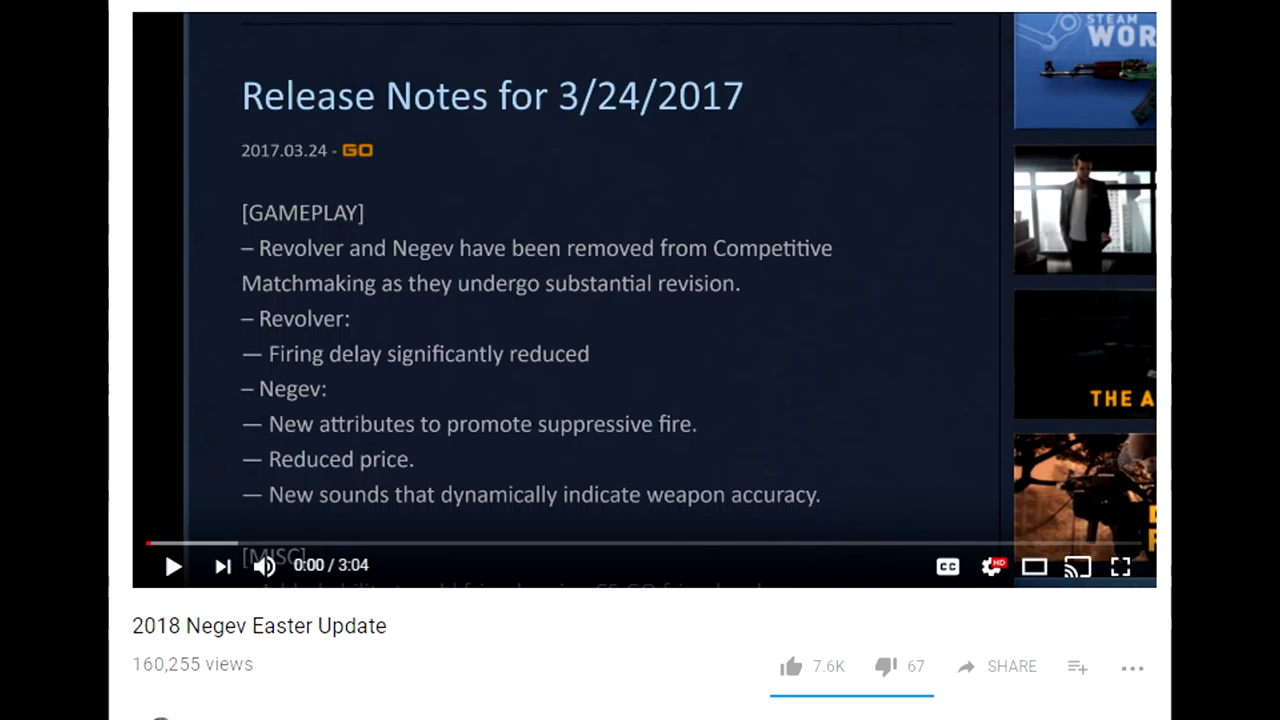 STEAM
WOR
Release Notes for 3/24/2017
2017.03.24 - GO
[GAMEPLAY]
– Revolver and Negev have been removed from Competitive
Matchmaking as they undergo substantial revision.
– Revolver:
— Firing delay significantly reduced
– Negev:
— New attributes to promote suppressive fire.
THE A
— Reduced price.
— New sounds that dynamically indicate weapon accuracy.
[MISC]
0:00 / 3:04
CC
HD
2018 Negev Easter Update
160,255 views
7.6K
67
SHARE